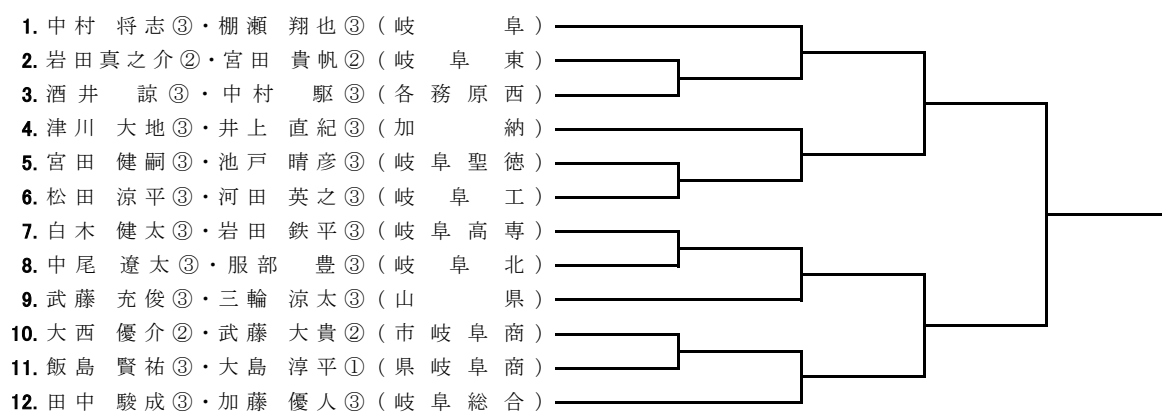 1. 中村 将志③・棚瀬 翔也③(岐阜)
2. 岩田真之介②・宮田 貴帆②(岐阜東)
3. 酒井 諒③・中村 駆③(各務原西)
4. 津川 大地③・井上 直紀③(加納)
5. 宮田 健嗣③・池戸 晴彦③(岐阜聖徳)
6. 松田 涼平③・河田 英之③(岐阜工)
7. 白木 健太③・岩田 鉄平③(岐阜高専)
8. 中尾 遼太③・服部 豊③(岐阜北)
9. 武藤 充俊③・三輪 涼太③(山県)
10. 大西 優介②・武藤 大貴②(市岐阜商)
11. 飯島 賢祐③・大島 淳平①(県岐阜商)
12. 田中 駿成③・加藤 優人③(岐阜総合)